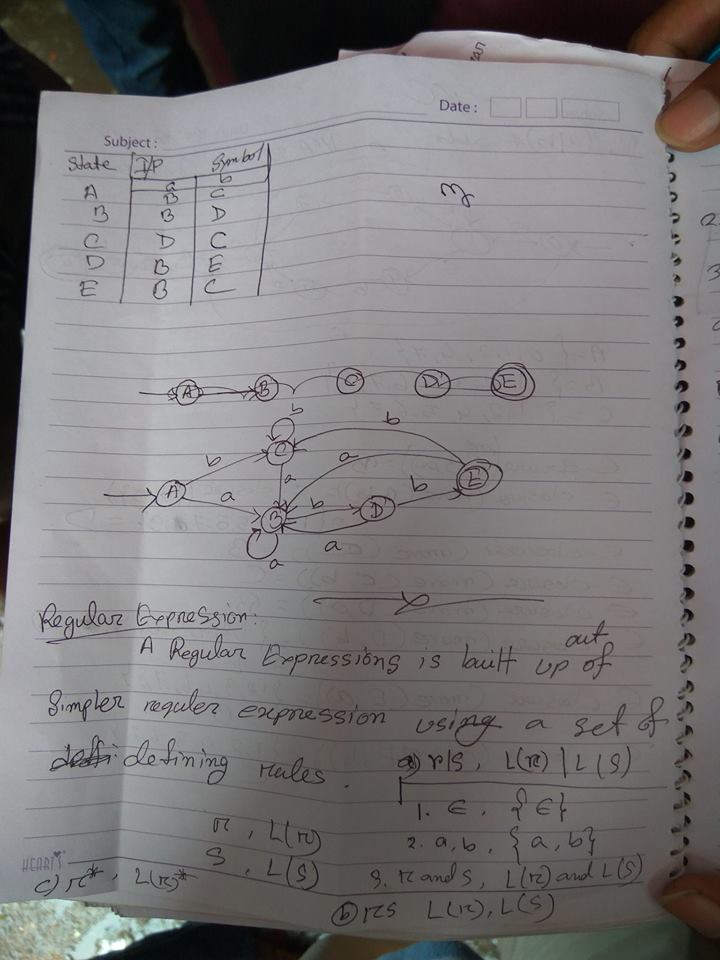 Date :
Subject :
State I/P Symbol
a b
A B C
B B D
C D C
D B E
E B C
A B C D E
b
b
b C a
A a a E
B b D b
a
a
Regular Expression:
A Regular Expressions is built up out of
Simpler reguler expression using a set of
defining rules. a) r|s, L(r) | L(S)
1. ϵ, {ϵ}
r, L(r) 2. a,b, {a,b}
S, L(S) 3. r and s, L(r) and L(S)
HEART
c) r*, L(r)*
(b) rs L(r), L(S)